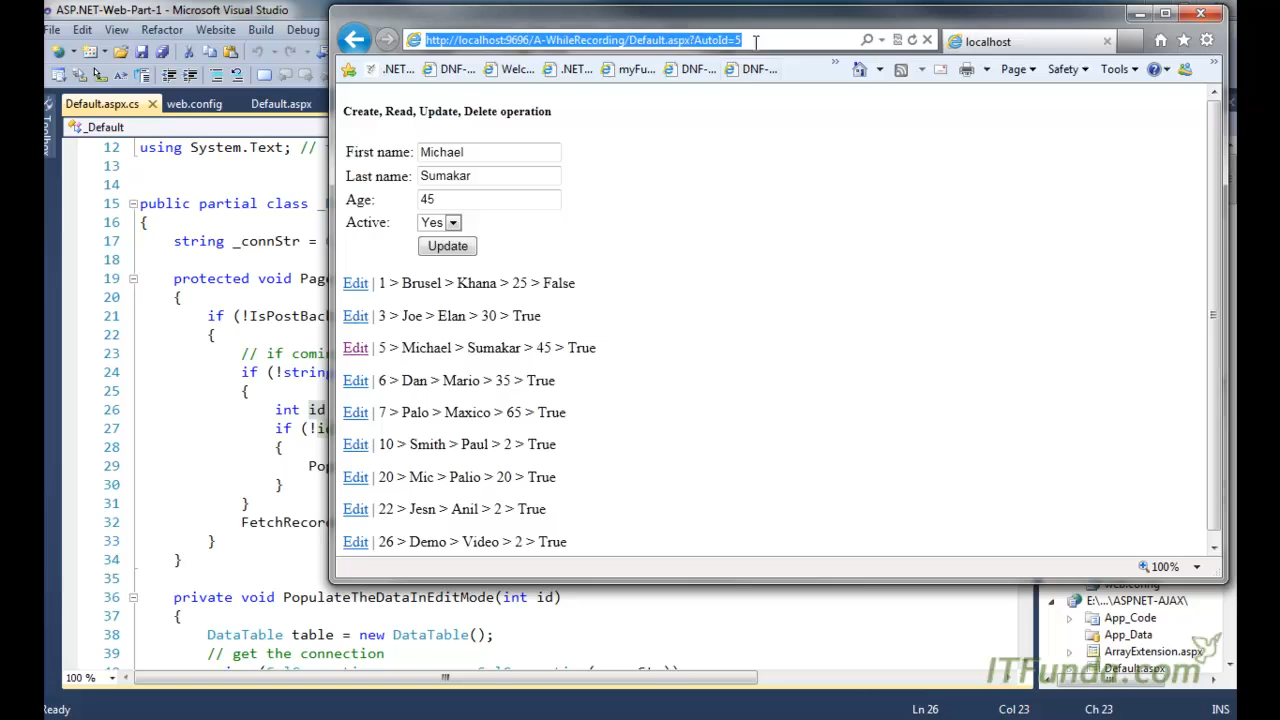 ASP.NET-Web-Part-1 - Microsoft Visual Studio
File Edit View Refactor Website Build Debug
http://localhost:9696/A-WhileRecording/Default.aspx?AutoId=5
localhost
.NET... DNF-... Welc... .NET... myFu... DNF-... DNF-...
Page Safety Tools
Default.aspx.cs web.config Default.aspx
_Default
Toolbox
12 using System.Text; //
13
14
15 public partial class
16 {
17 string _connStr =
18
19 protected void Page
20 {
21 if (!IsPostBac
22 {
23 // if comi
24 if (!string
25 {
26 int id
27 if (!i
28 {
29 Po
30 }
31 }
32 FetchRecor
33 }
34 }
35
36 private void PopulateTheDataInEditMode(int id)
37 {
38 DataTable table = new DataTable();
// get the connection
Create, Read, Update, Delete operation
First name: Michael
Last name: Sumakar
Age: 45
Active: Yes
Update
Edit | 1 > Brusel > Khana > 25 > False
Edit | 3 > Joe > Elan > 30 > True
Edit | 5 > Michael > Sumakar > 45 > True
Edit | 6 > Dan > Mario > 35 > True
Edit | 7 > Palo > Maxico > 65 > True
Edit | 10 > Smith > Paul > 2 > True
Edit | 20 > Mic > Palio > 20 > True
Edit | 22 > Jesn > Anil > 2 > True
Edit | 26 > Demo > Video > 2 > True
100%
web.config
E:\...\ASPNET-AJAX\
App_Code
App_Data
ArrayExtension.aspx
Default.aspx
ITFunda.com
100 %
Ready Ln 26 Col 23 Ch 23 INS